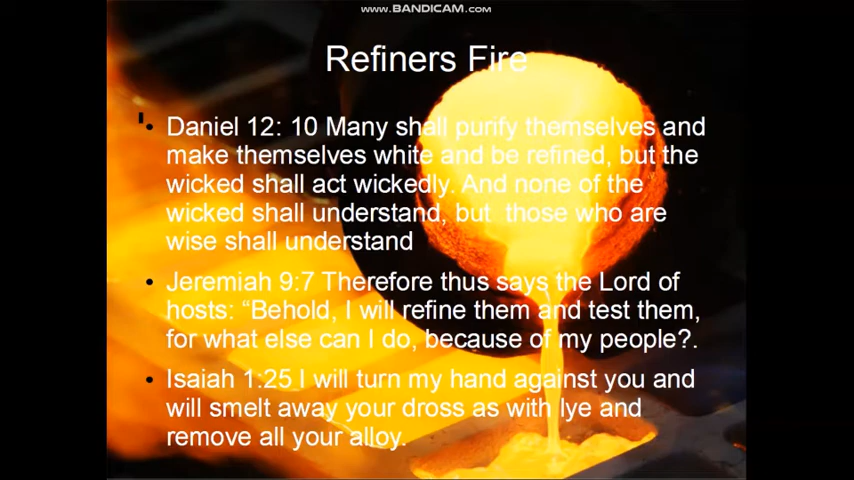 www.BANDICAM.com
Refiners Fire
• Daniel 12: 10 Many shall purify themselves and
make themselves white and be refined, but the
wicked shall act wickedly. And none of the
wicked shall understand, but  those who are
wise shall understand
• Jeremiah 9:7 Therefore thus says the Lord of
hosts: “Behold, I will refine them and test them,
for what else can I do, because of my people?.
• Isaiah 1:25 I will turn my hand against you and
will smelt away your dross as with lye and
remove all your alloy.